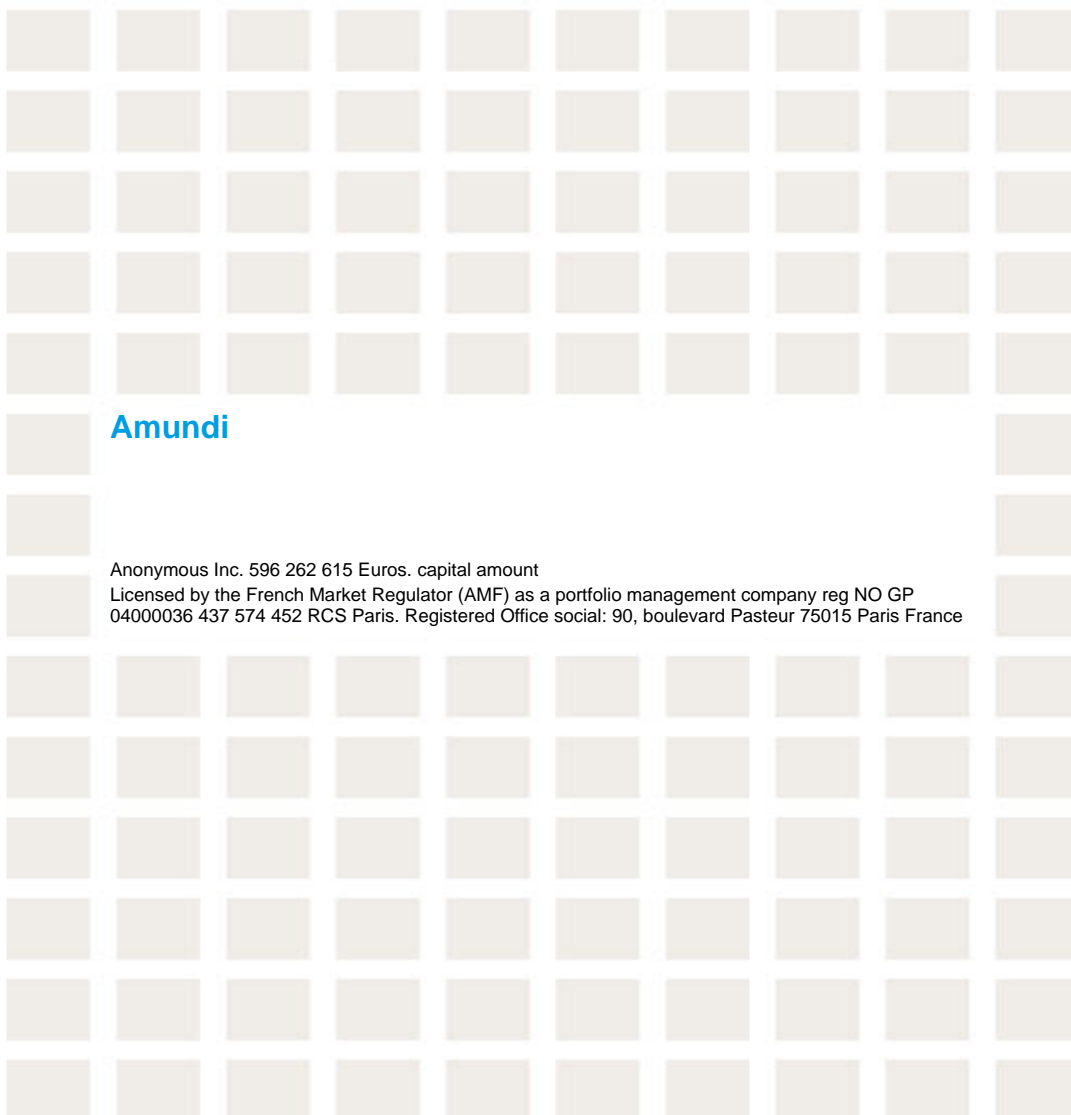 Amundi
Anonymous Inc. 596 262 615 Euros. capital amount
Licensed by the French Market Regulator (AMF) as a portfolio management company reg NO GP
04000036 437 574 452 RCS Paris. Registered Office social: 90, boulevard Pasteur 75015 Paris France